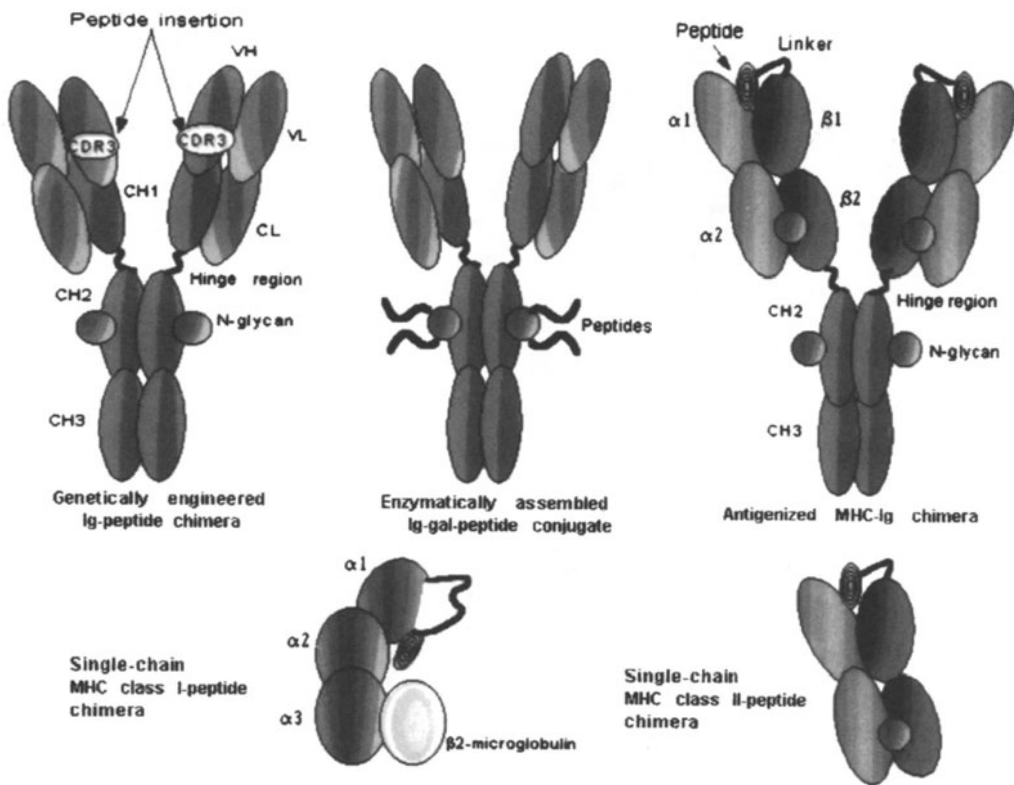 Peptide insertion
VH
CDR3
CDR3
VL
CH1
CL
Hinge region
CH2
N-glycan
CH3
Genetically engineered
Ig-peptide chimera
Peptides
Enzymatically assembled
Ig-gal-peptide conjugate
Peptide
Linker
α1
β1
β2
α2
Hinge region
CH2
N-glycan
CH3
Antigenized MHC-Ig chimera
α1
α2
α3
Single-chain
MHC class I-peptide
chimera
β2-microglobulin
Single-chain
MHC class II-peptide
chimera